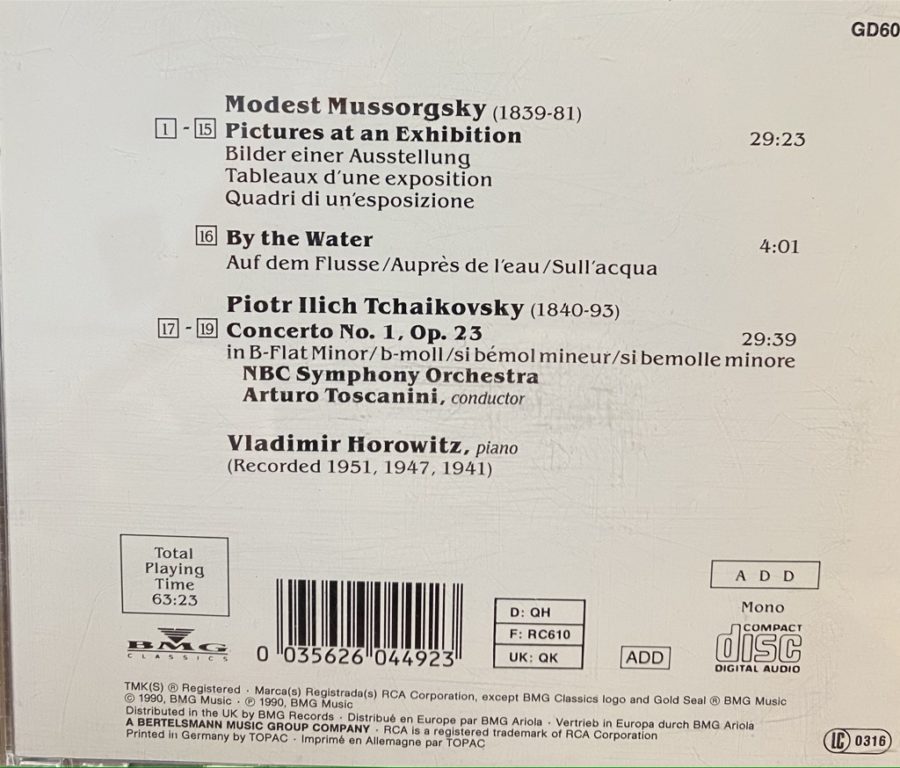 GD60
Modest Mussorgsky (1839-81)
1 - 15 Pictures at an Exhibition 29:23
Bilder einer Ausstellung
Tableaux d'une exposition
Quadri di un'esposizione
16 By the Water 4:01
Auf dem Flusse/Auprès de l'eau/Sull'acqua
Piotr Ilich Tchaikovsky (1840-93)
17 - 19 Concerto No. 1, Op. 23 29:39
in B-Flat Minor/b-moll/si bémol mineur/si bemolle minore
NBC Symphony Orchestra
Arturo Toscanini, conductor
Vladimir Horowitz, piano
(Recorded 1951, 1947, 1941)
Total
Playing
Time
63:23
BMG
CLASSICS
0 035626 044923
D: QH
F: RC610
UK: QK
ADD
A D D
Mono
COMPACT
disc
DIGITAL AUDIO
TMK(S) ® Registered · Marca(s) Registrada(s) RCA Corporation, except BMG Classics logo and Gold Seal ® BMG Music
© 1990, BMG Music · ℗ 1990, BMG Music
Distributed in the UK by BMG Records · Distribué en Europe par BMG Ariola · Vertrieb in Europa durch BMG Ariola
A BERTELSMANN MUSIC GROUP COMPANY · RCA is a registered trademark of RCA Corporation
Printed in Germany by TOPAC · Imprimé en Allemagne par TOPAC
LC 0316